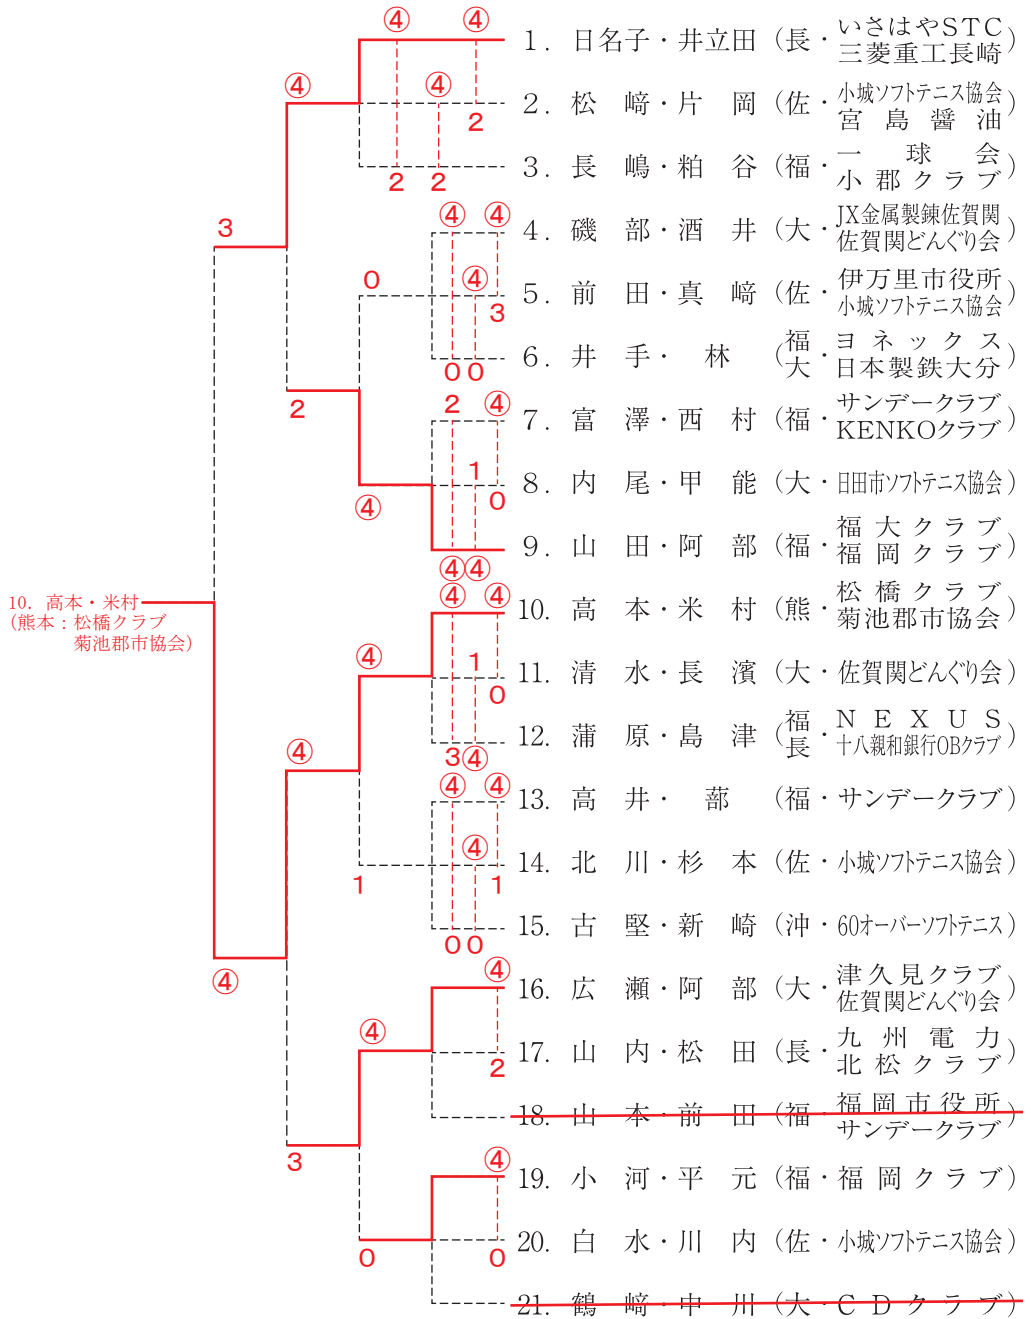 ④ ④
1. 日名子・井立田（長・いさはやSTC 三菱重工長崎）
④ ④
2. 松 﨑・片 岡（佐・小城ソフトテニス協会 宮島醤油）
2
3. 長 嶋・粕 谷（福・一球会 小郡クラブ）
2 2
④ ④
4. 磯 部・酒 井（大・JX金属製錬佐賀関 佐賀関どんぐり会）
3
0 ④
5. 前 田・真 﨑（佐・伊万里市役所 小城ソフトテニス協会）
3
6. 井 手・ 林 （福大・ヨネックス 日本製鉄大分）
0 0
2 2 ④
7. 富 澤・西 村（福・サンデークラブ KENKOクラブ）
1
8. 内 尾・甲 能（大・日田市ソフトテニス協会）
④ 0
9. 山 田・阿 部（福・福大クラブ 福岡クラブ）
④ ④
④ ④
10. 高本・米村
（熊本：松橋クラブ
菊池郡市協会）
10. 高 本・米 村（熊・松橋クラブ 菊池郡市協会）
④ 1
11. 清 水・長 濱（大・佐賀関どんぐり会）
0
12. 蒲 原・島 津（福長・NEXUS 十八親和銀行OBクラブ）
④ 3 ④
④ ④
13. 高 井・ 蔀 （福・サンデークラブ）
④
14. 北 川・杉 本（佐・小城ソフトテニス協会）
1 1
15. 古 堅・新 崎（沖・60オーバーソフトテニス）
0 0
④ ④
16. 広 瀬・阿 部（大・津久見クラブ 佐賀関どんぐり会）
④
17. 山 内・松 田（長・九州電力 北松クラブ）
2
18. 山 本・前 田（福・福岡市役所 サンデークラブ）
3 ④
19. 小 河・平 元（福・福岡クラブ）
20. 白 水・川 内（佐・小城ソフトテニス協会）
0 0
21. 鶴 﨑・中 川（大・CDクラブ）